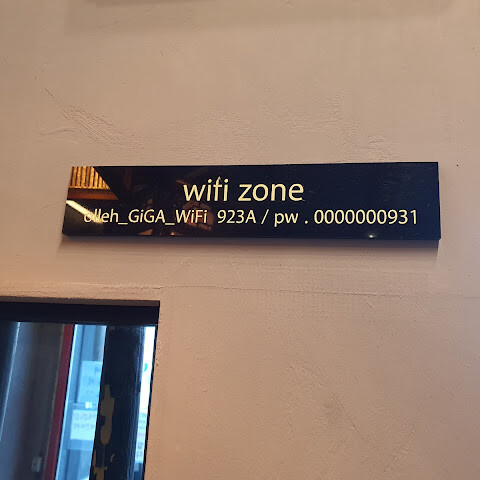 wifi zone
olleh_GiGA_WiFi 923A / pw . 0000000931